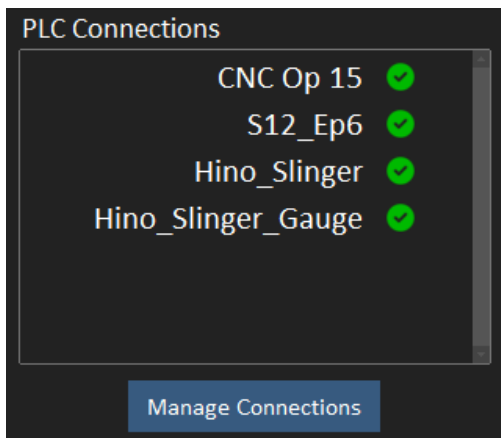 PLC Connections
CNC Op 15
S12_Ep6
Hino_Slinger
Hino_Slinger_Gauge
Manage Connections